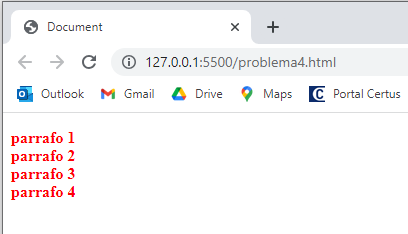 Document
127.0.0.1:5500/problema4.html
Outlook Gmail Drive Maps Portal Certus
parrafo 1
parrafo 2
parrafo 3
parrafo 4